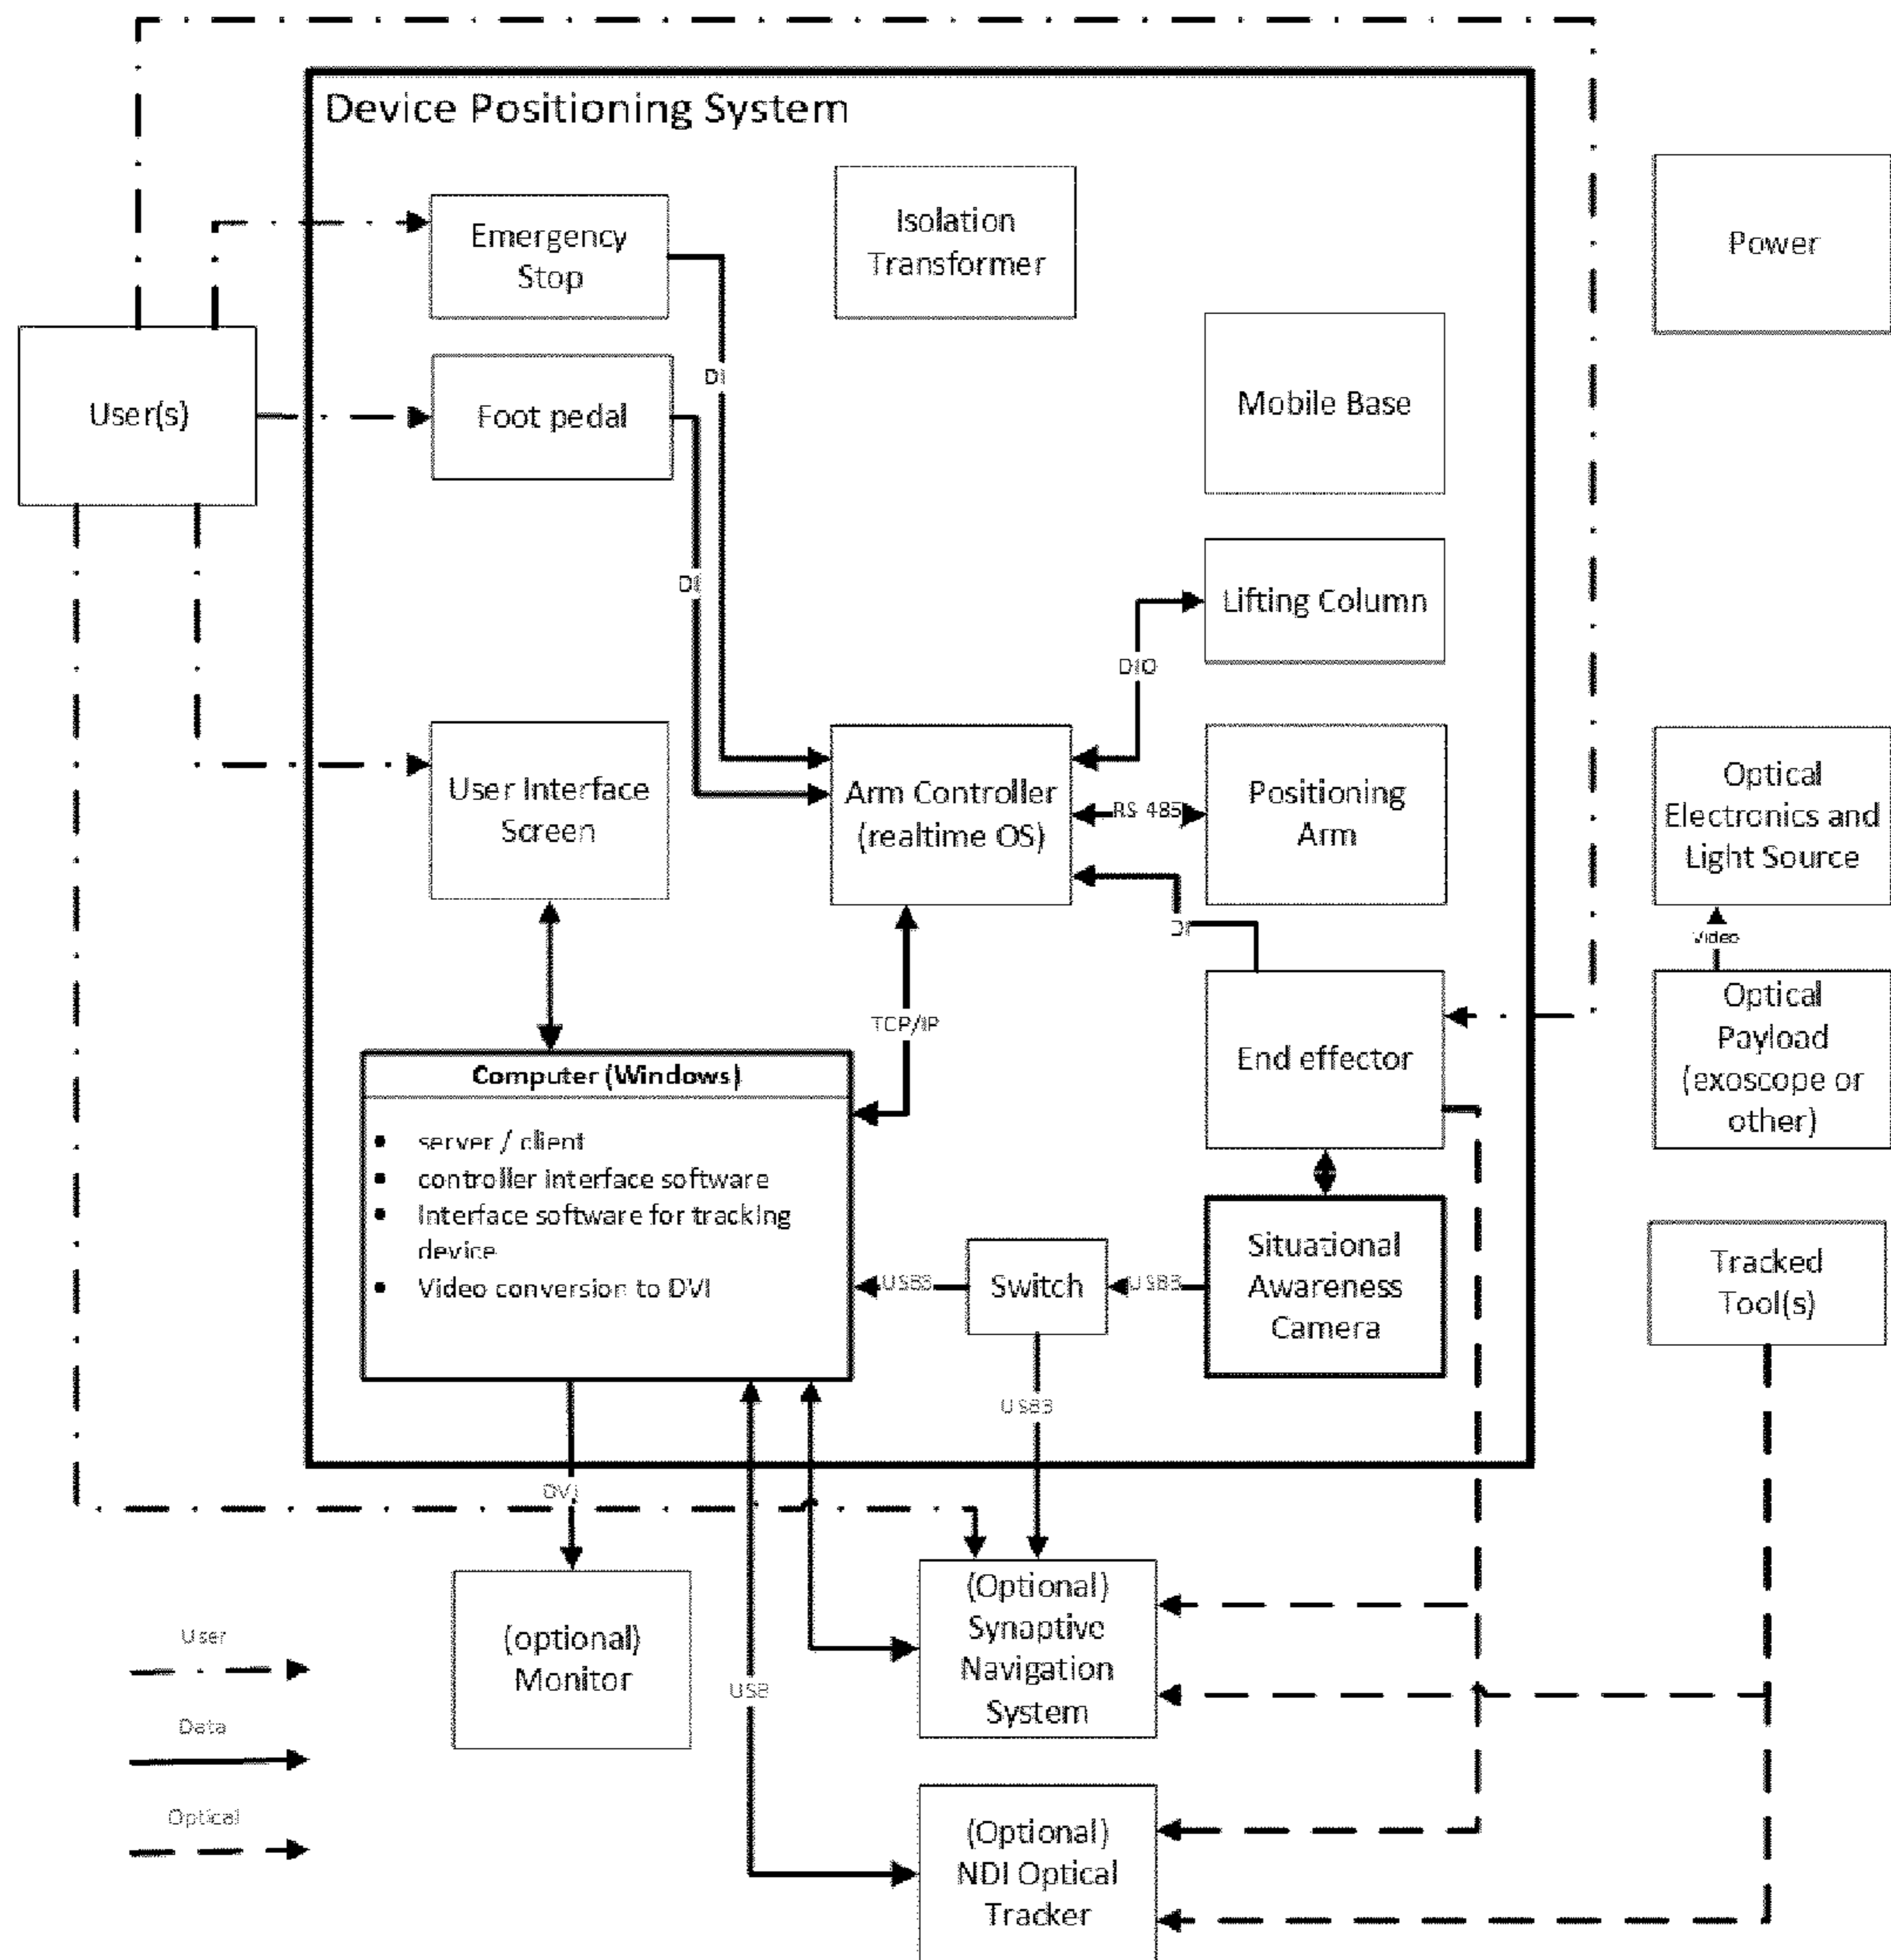 Device Positioning System
Emergency
Stop
Isolation
Transformer
Power
User(s)
Foot pedal
DI
Mobile Base
DI
Lifting Column
DIO
User Interface
Screen
Arm Controller
(realtime OS)
RS 485
Positioning
Arm
Optical
Electronics and
Light Source
DI
Video
TCP/IP
End effector
Optical
Payload
(exoscope or
other)
Computer (Windows)
• server / client
• controller interface software
• Interface software for tracking
device
• Video conversion to DVI
USB3
Switch
USB3
Situational
Awareness
Camera
Tracked
Tool(s)
USB3
DVI
(optional)
Monitor
USB
(Optional)
Synaptive
Navigation
System
(Optional)
NDI Optical
Tracker
User
Data
Optical